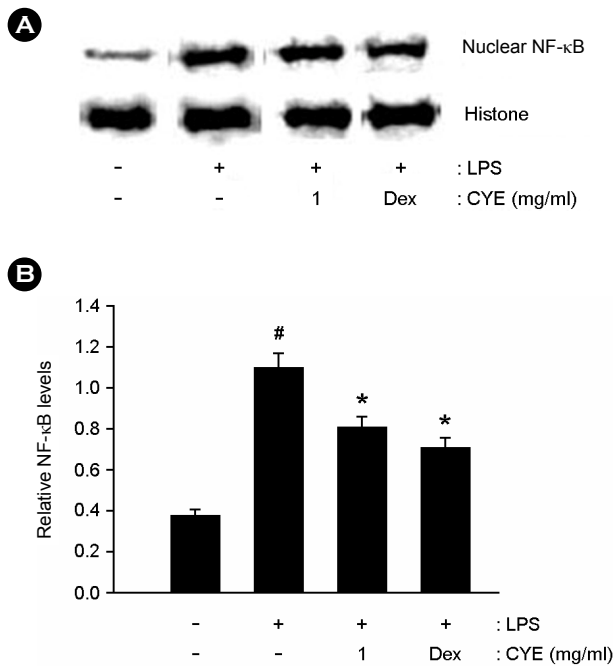 A
Nuclear NF-κB
Histone
- + + + : LPS
- - 1 Dex : CYE (mg/ml)
B
1.4
1.2
1.0
0.8
0.6
0.4
0.2
0.0
Relative NF-κB levels
#
*
*
- + + + : LPS
- - 1 Dex : CYE (mg/ml)